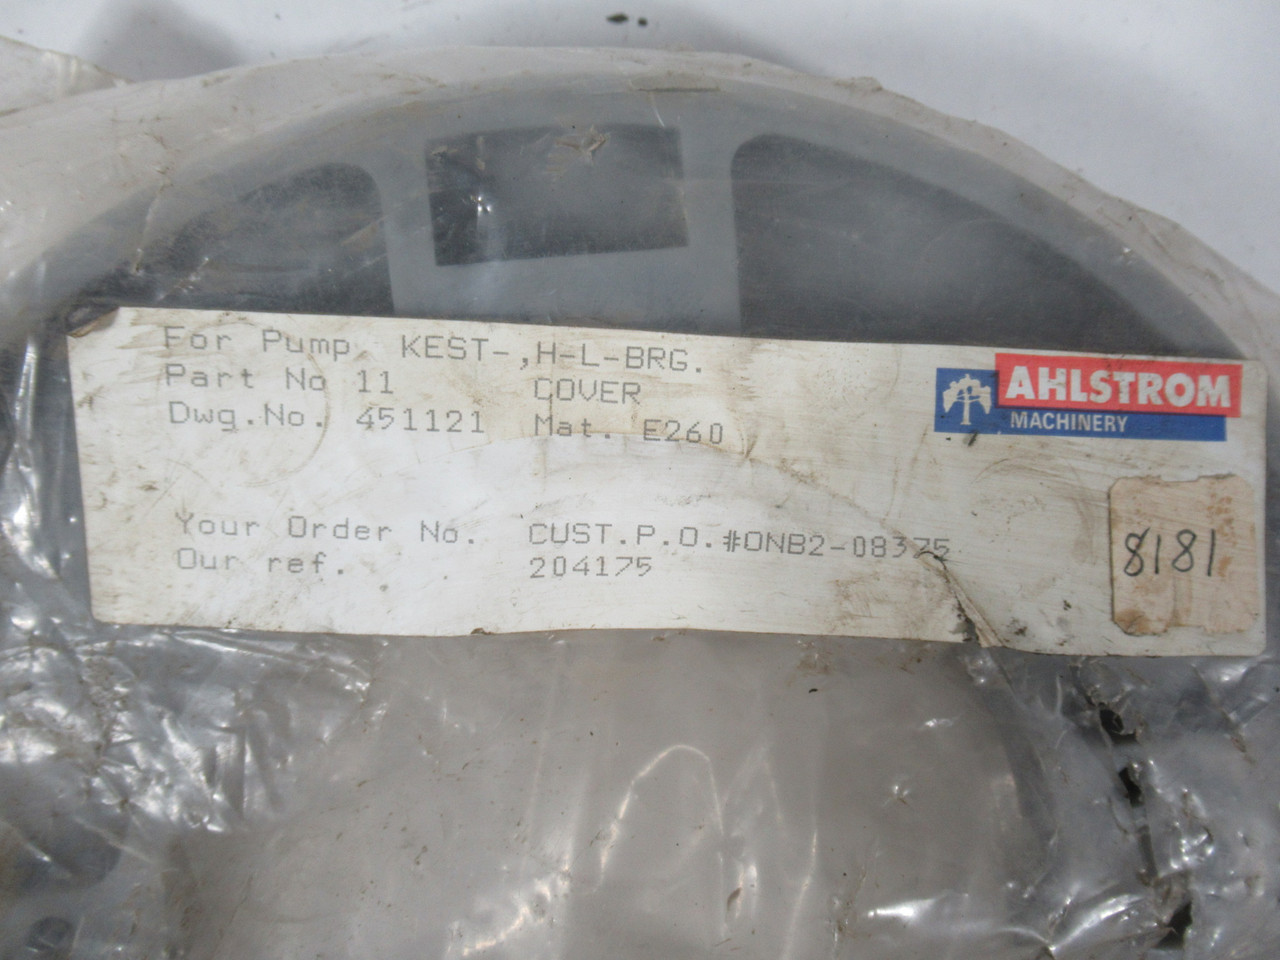 For Pump KEST-,H-L-BRG.
Part No 11 COVER
Dwg.No. 451121 Mat. E260
AHLSTROM
MACHINERY
Your Order No. CUST.P.O.#ONB2-08375
Our ref. 204175
8181